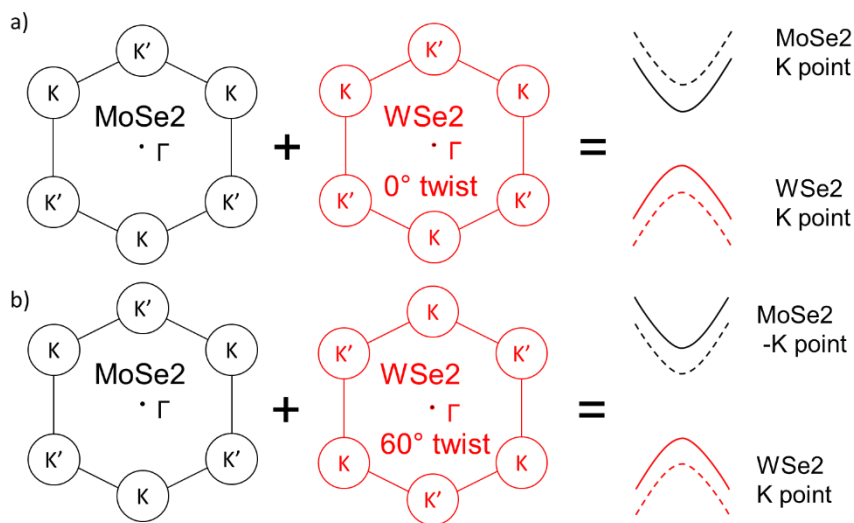 a)
K'
K
K
MoSe2
· Γ
K'
K'
K
+
K'
K
K
WSe2
· Γ
0° twist
K'
K'
K
=
MoSe2
K point
WSe2
K point
b)
K'
K
K
MoSe2
· Γ
K'
K'
K
+
K
K'
K'
WSe2
· Γ
60° twist
K
K
K'
=
MoSe2
-K point
WSe2
K point